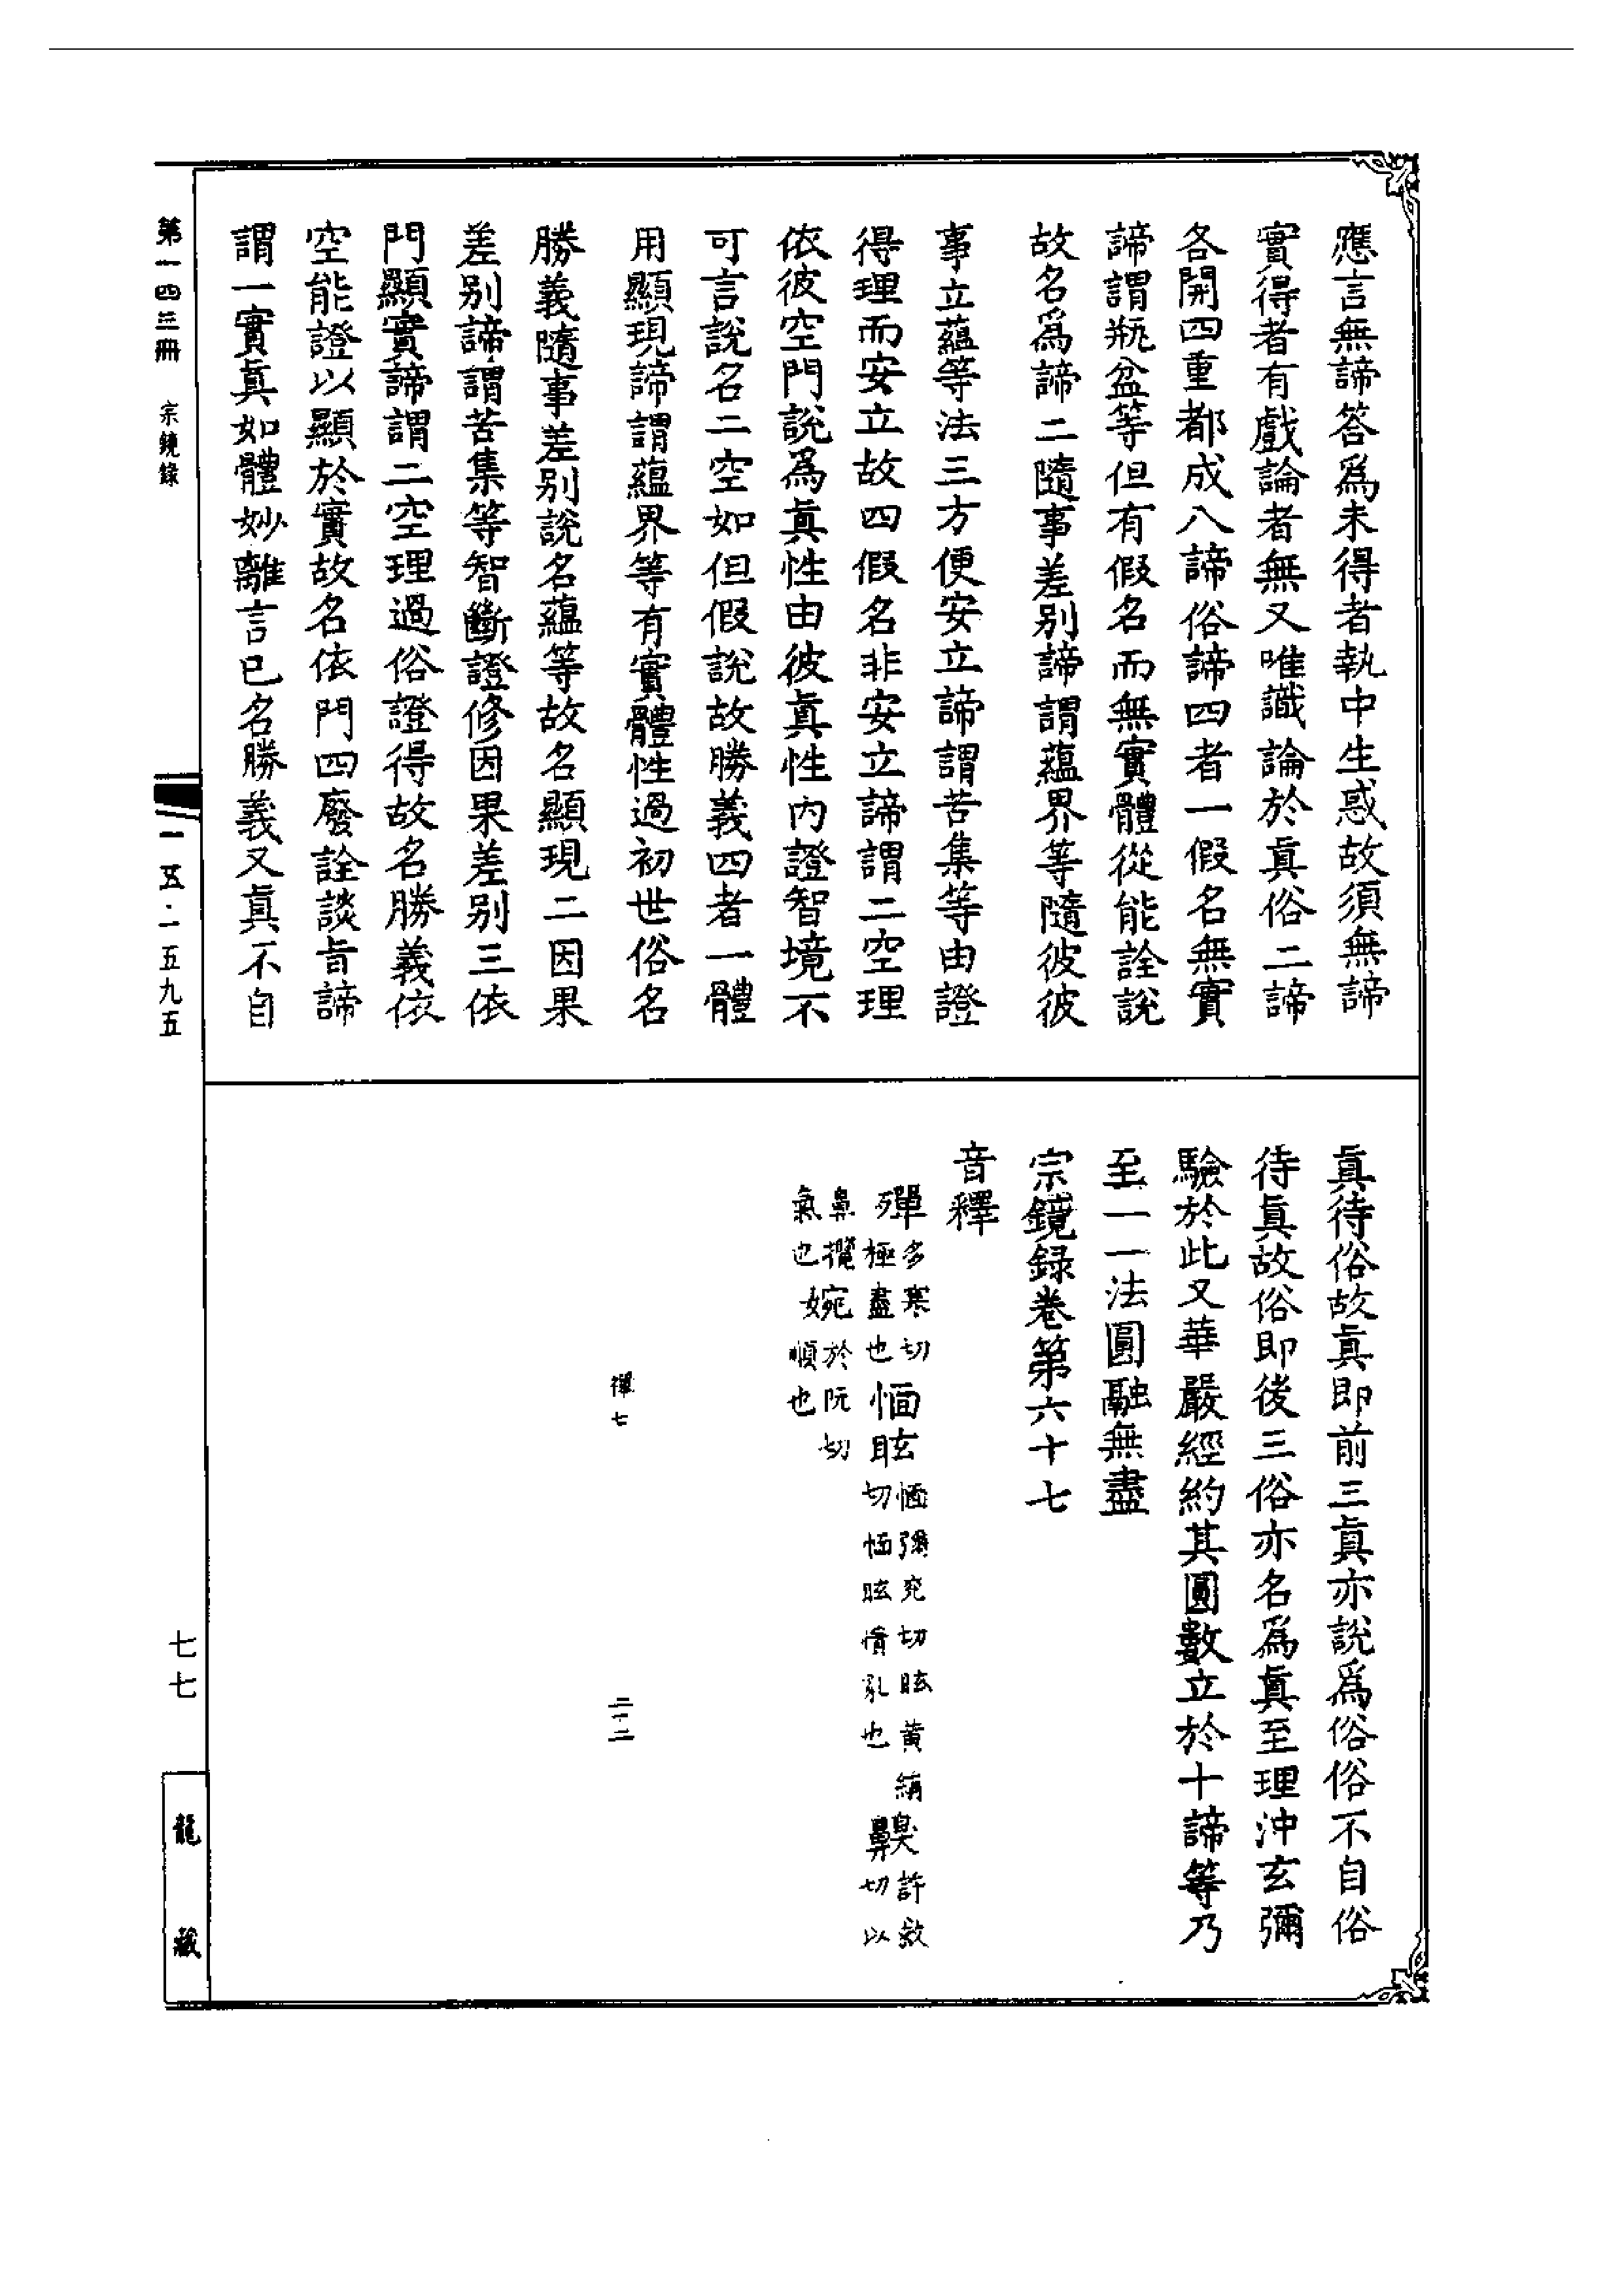 應言無諦答爲未得者執中生惑故須無諦
實得者有戲論者無又唯識論於眞俗二諦
各開四重都成八諦俗諦四者一假名無實
諦謂瓶盆等但有假名而無實體從能詮說
故名爲諦二隨事差别諦謂蘊界等隨彼彼
事立蘊等法三方便安立諦謂苦集等由證
得理而安立故四假名非安立諦謂二空理
依彼空門說爲眞性由彼眞性內證智境不
可言說名二空如但假說故勝義四者一體
用顯現諦謂蘊界等有實體性過初世俗名
勝義隨事差别說名蘊等故名顯現二因果
差别諦謂苦集等智斷證修因果差别三依
門顯實諦謂二空理過俗證得故名勝義依
空能證以顯於實故名依門四廢詮談旨諦
謂一實真如體妙離言已名勝義又眞不自
眞待俗故眞即前三眞亦說爲俗俗不自俗
待眞故俗即後三俗亦名爲眞至理沖玄彌
驗於此又華嚴經約其圓數立於十諦等乃
至一一法圓融無盡
宗鏡録卷第六十七
音釋
殫多寒切極盡也 愐眩愐彌兖切眩黄絹切愐眩憒亂也 齅許救切以
鼻攬氣也 婉於阮切順也
禪七 二二
第一四三冊 宗鏡錄 一五·一五九五
七七
龍藏